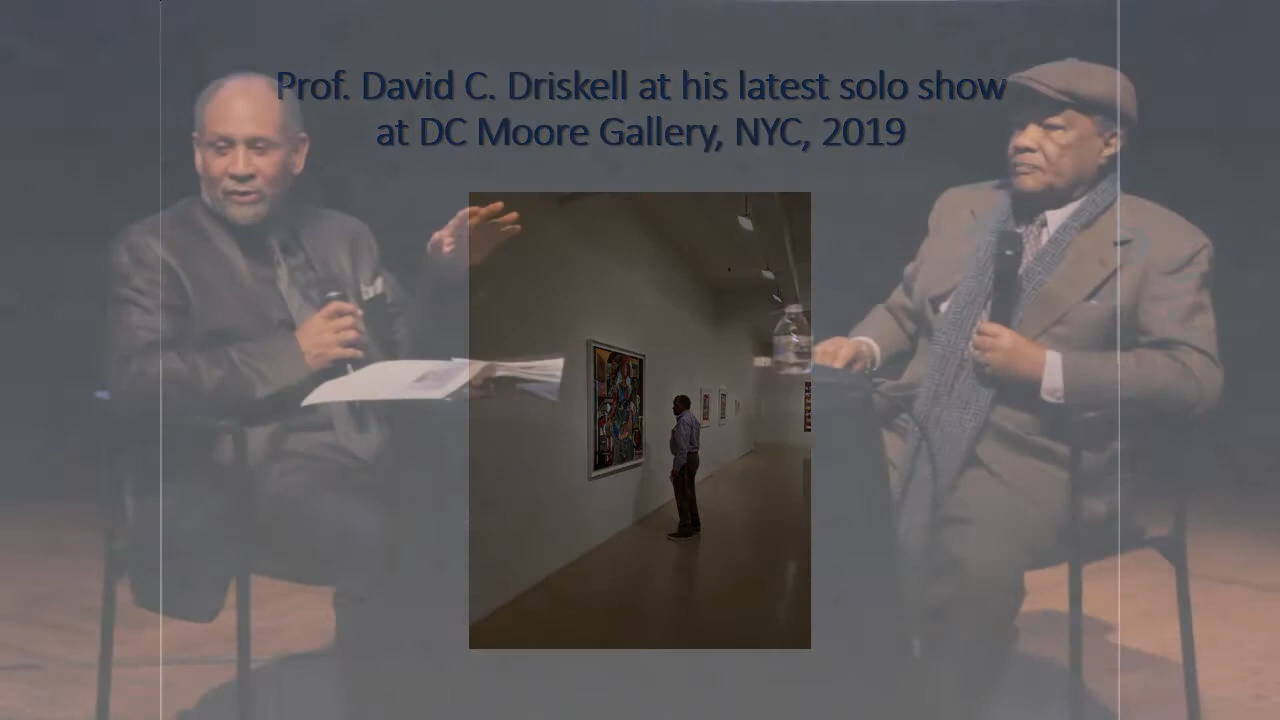 Prof. David C. Driskell at his latest solo show
at DC Moore Gallery, NYC, 2019